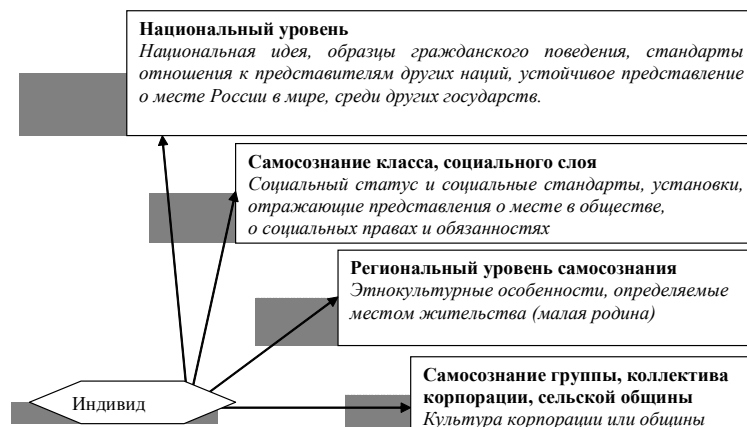 Национальный уровень
Национальная идея, образцы гражданского поведения, стандарты
отношения к представителям других наций, устойчивое представление
о месте России в мире, среди других государств.
Самосознание класса, социального слоя
Социальный статус и социальные стандарты, установки,
отражающие представления о месте в обществе,
о социальных правах и обязанностях
Региональный уровень самосознания
Этнокультурные особенности, определяемые
местом жительства (малая родина)
Самосознание группы, коллектива
корпорации, сельской общины
Культура корпорации или общины
Индивид